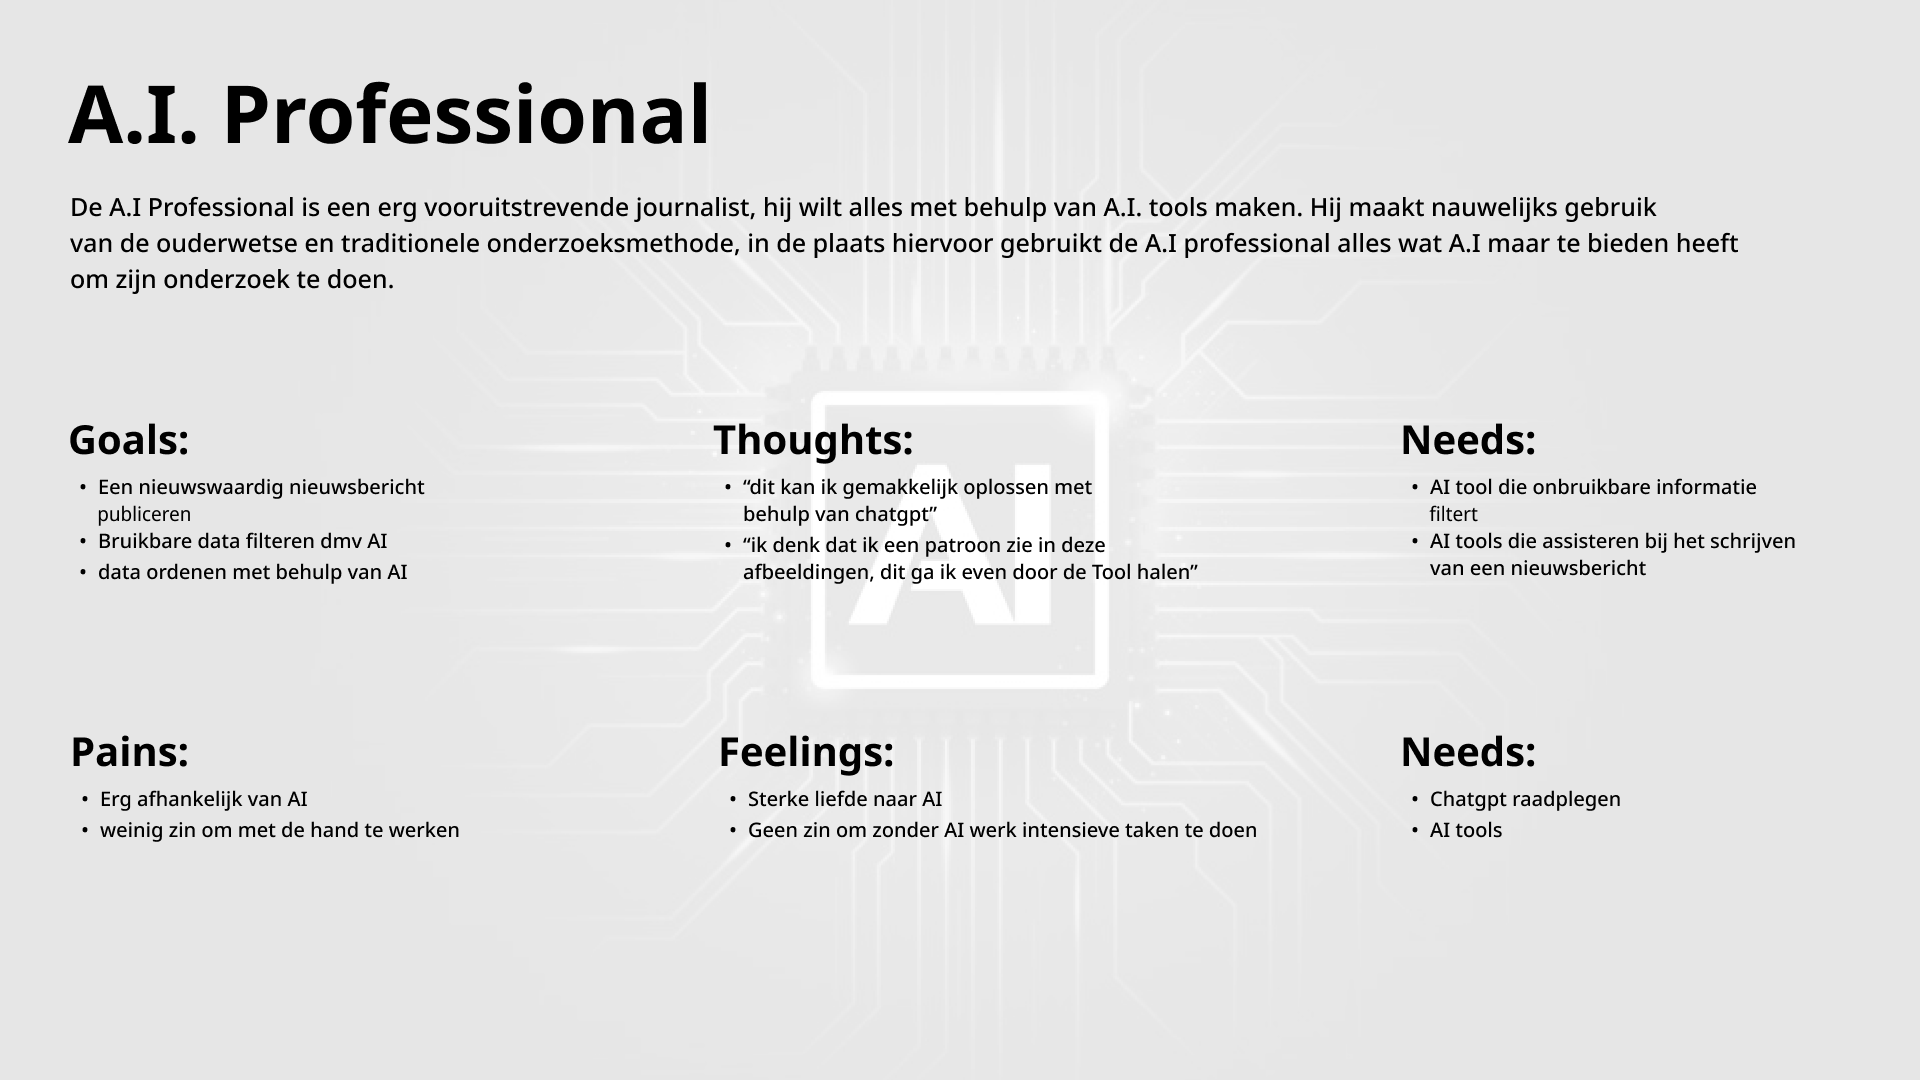 A.I. Professional
De A.I Professional is een erg vooruitstrevende journalist, hij wilt alles met behulp van A.I. tools maken. Hij maakt nauwelijks gebruik
van de ouderwetse en traditionele onderzoeksmethode, in de plaats hiervoor gebruikt de A.I professional alles wat A.I maar te bieden heeft
om zijn onderzoek te doen.
Goals:
• Een nieuwswaardig nieuwsbericht
publiceren
• Bruikbare data filteren dmv AI
• data ordenen met behulp van AI
Thoughts:
• “dit kan ik gemakkelijk oplossen met
behulp van chatgpt”
• “ik denk dat ik een patroon zie in deze
afbeeldingen, dit ga ik even door de Tool halen”
Needs:
• AI tool die onbruikbare informatie
filtert
• AI tools die assisteren bij het schrijven
van een nieuwsbericht
AI
Pains:
• Erg afhankelijk van AI
• weinig zin om met de hand te werken
Feelings:
• Sterke liefde naar AI
• Geen zin om zonder AI werk intensieve taken te doen
Needs:
• Chatgpt raadplegen
• AI tools